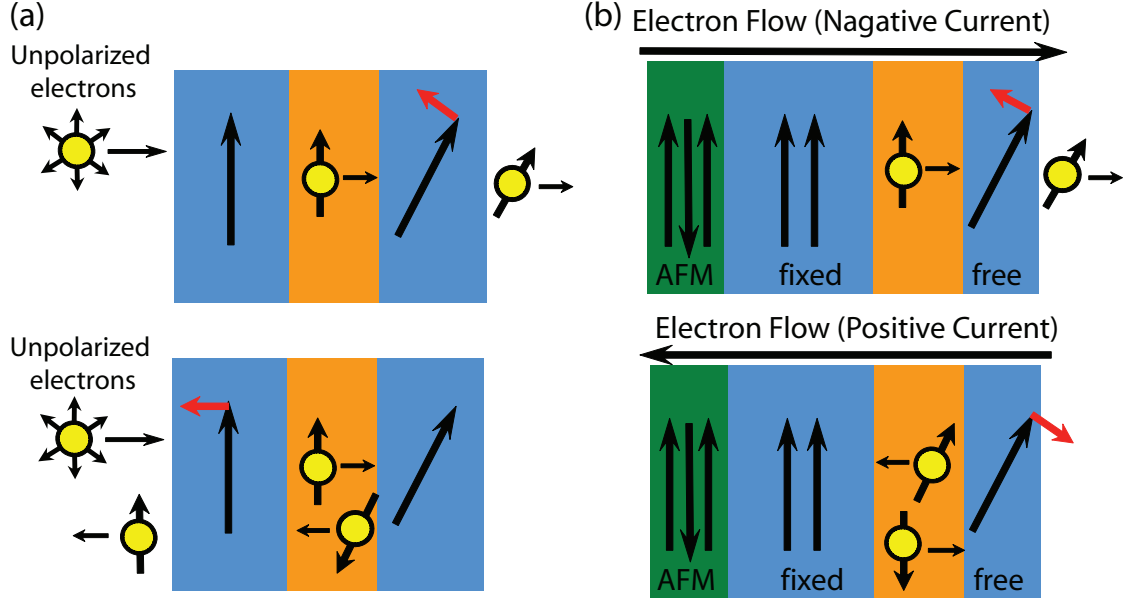 (a)
Unpolarized
electrons
Unpolarized
electrons
(b)
Electron Flow (Nagative Current)
AFM
fixed
free
Electron Flow (Positive Current)
AFM
fixed
free